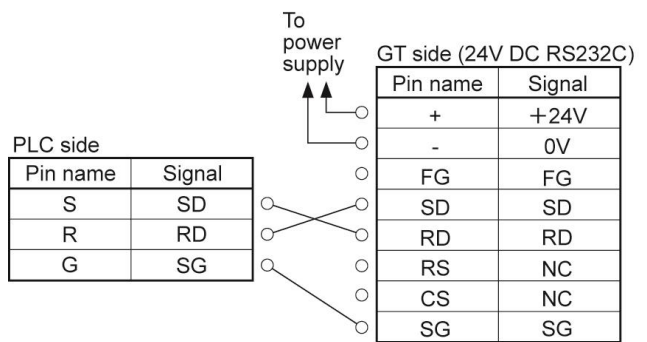 To
power
supply
GT side (24V DC RS232C)
Pin name Signal
+ +24V
- 0V
FG FG
SD SD
RD RD
RS NC
CS NC
SG SG
PLC side
Pin name Signal
S SD
R RD
G SG